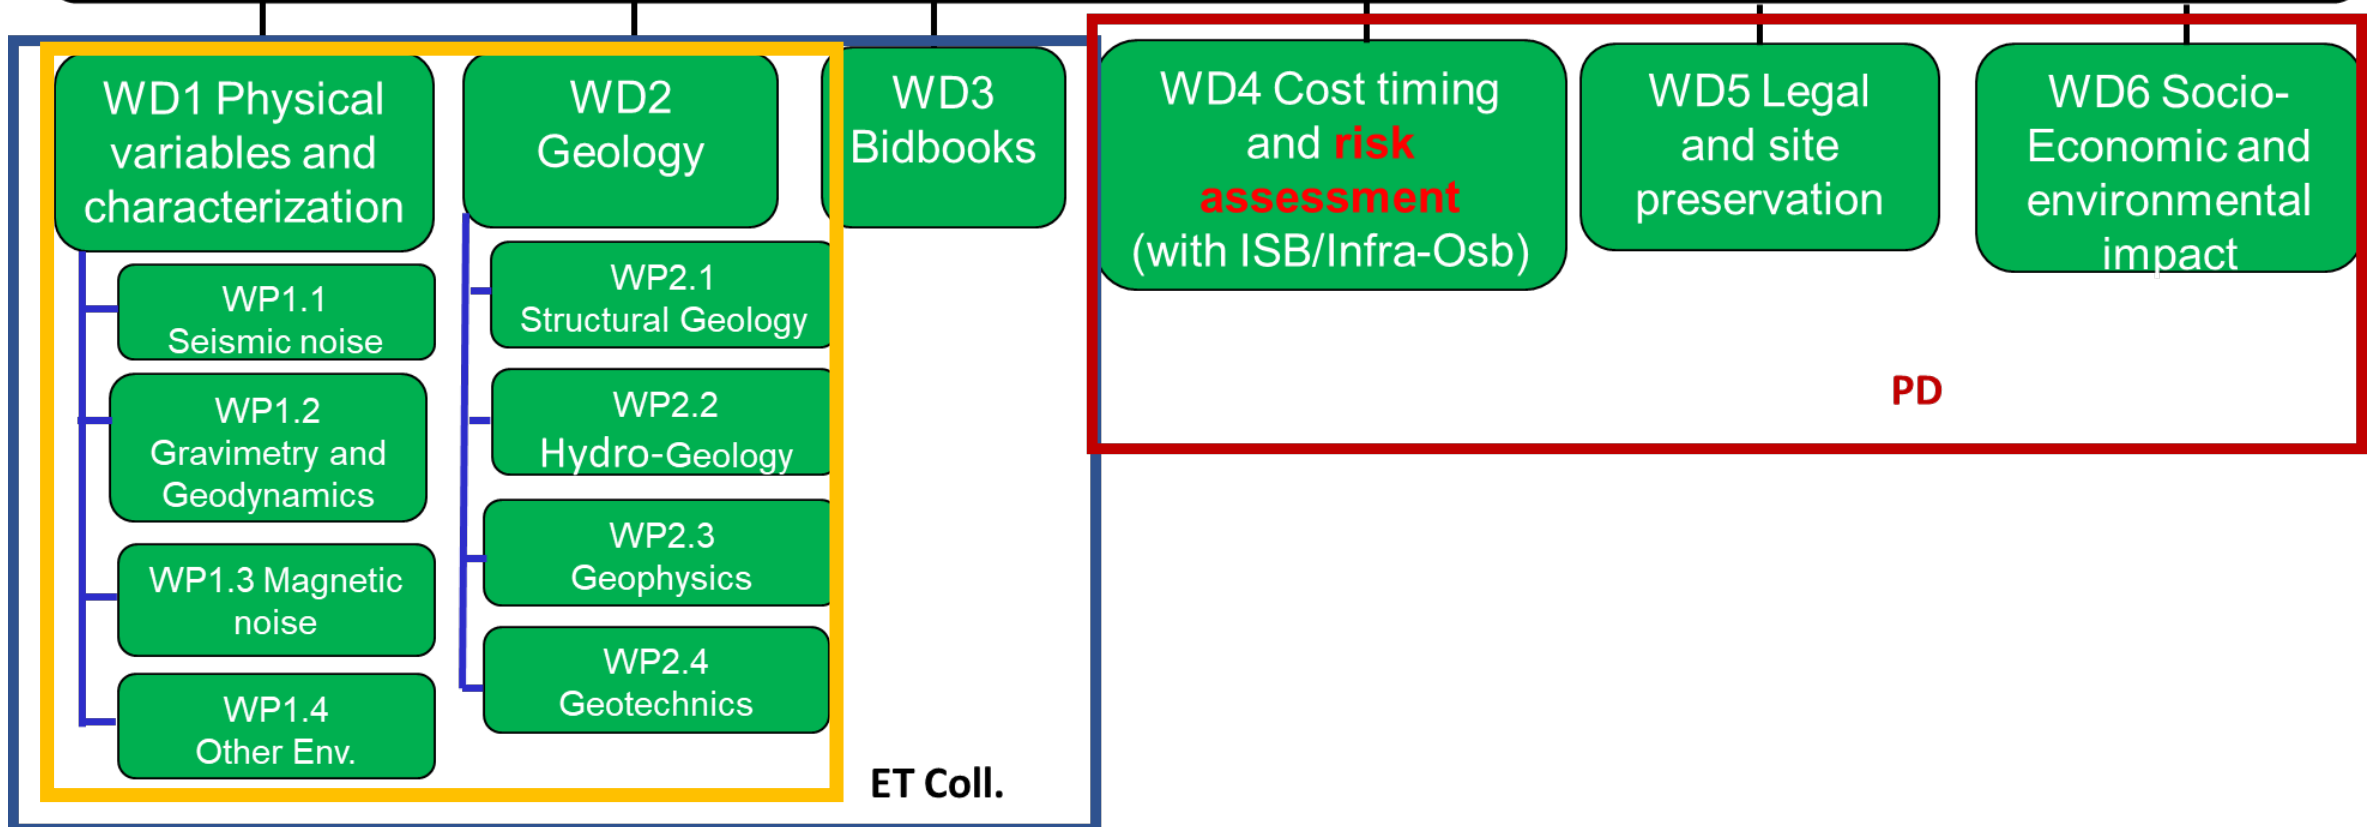 WD1 Physical
variables and
characterization
WP1.1
Seismic noise
WP1.2
Gravimetry and
Geodynamics
WP1.3 Magnetic
noise
WP1.4
Other Env.
WD2
Geology
WP2.1
Structural Geology
WP2.2
Hydro-Geology
WP2.3
Geophysics
WP2.4
Geotechnics
WD3
Bidbooks
ET Coll.
WD4 Cost timing
and risk
assessment
(with ISB/Infra-Osb)
WD5 Legal
and site
preservation
WD6 Socio-
Economic and
environmental
impact
PD